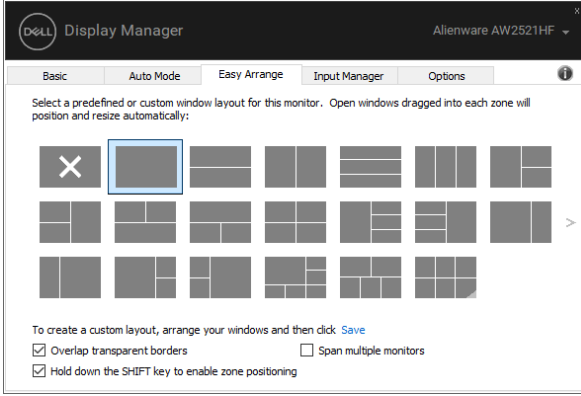 DELL Display Manager
Alienware AW2521HF
Basic Auto Mode Easy Arrange Input Manager Options
Select a predefined or custom window layout for this monitor. Open windows dragged into each zone will
position and resize automatically:
To create a custom layout, arrange your windows and then click Save
Overlap transparent borders
Span multiple monitors
Hold down the SHIFT key to enable zone positioning